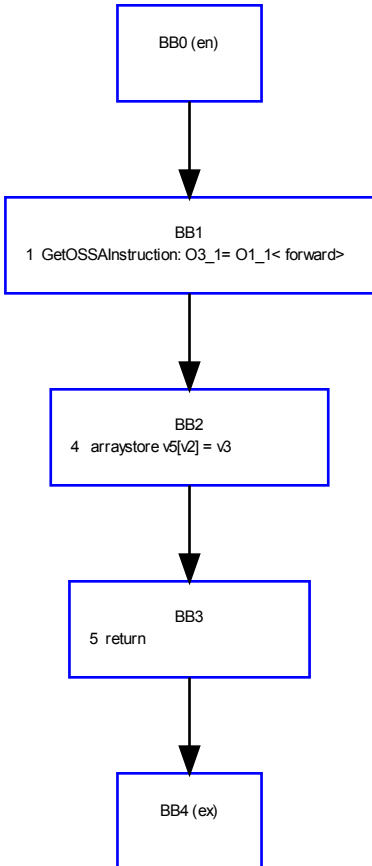 BB0 (en)
BB1
1 GetOSSAInstruction: O3_1= O1_1< forward>
BB2
4 arraystore v5[v2] = v3
BB3
5 return
BB4 (ex)